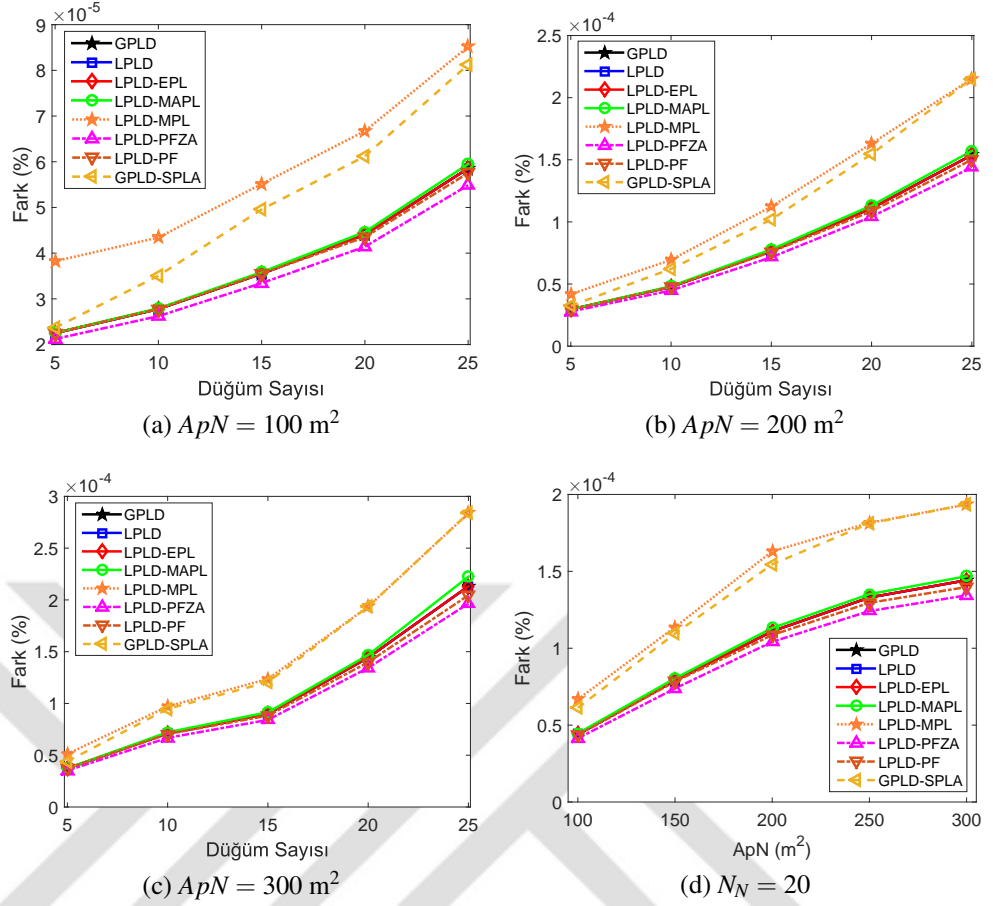 ×10⁻⁵
9
8
7
6
5
4
3
2
Fark (%)
GPLD
LPLD
LPLD-EPL
LPLD-MAPL
LPLD-MPL
LPLD-PFZA
LPLD-PF
GPLD-SPLA
5 10 15 20 25
Düğüm Sayısı
(a) ApN = 100 m²
×10⁻⁴
2.5
2
1.5
1
0.5
0
Fark (%)
GPLD
LPLD
LPLD-EPL
LPLD-MAPL
LPLD-MPL
LPLD-PFZA
LPLD-PF
GPLD-SPLA
5 10 15 20 25
Düğüm Sayısı
(b) ApN = 200 m²
×10⁻⁴
3
2.5
2
1.5
1
0.5
0
Fark (%)
GPLD
LPLD
LPLD-EPL
LPLD-MAPL
LPLD-MPL
LPLD-PFZA
LPLD-PF
GPLD-SPLA
5 10 15 20 25
Düğüm Sayısı
(c) ApN = 300 m²
×10⁻⁴
2
1.5
1
0.5
0
Fark (%)
GPLD
LPLD
LPLD-EPL
LPLD-MAPL
LPLD-MPL
LPLD-PFZA
LPLD-PF
GPLD-SPLA
100 150 200 250 300
ApN (m²)
(d) N_N = 20